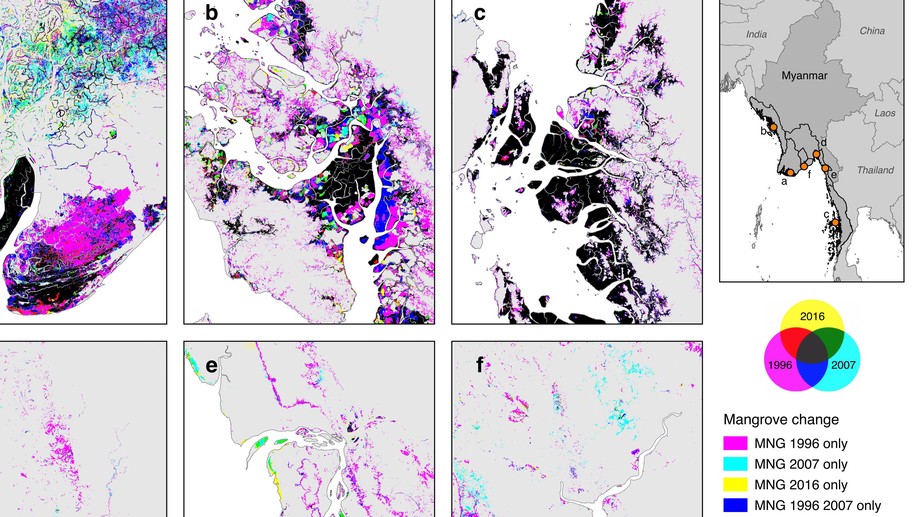 b
c
India
China
Myanmar
Laos
b
d
Thailand
a
f
e
c
2016
1996
2007
e
f
Mangrove change
MNG 1996 only
MNG 2007 only
MNG 2016 only
MNG 1996 2007 only